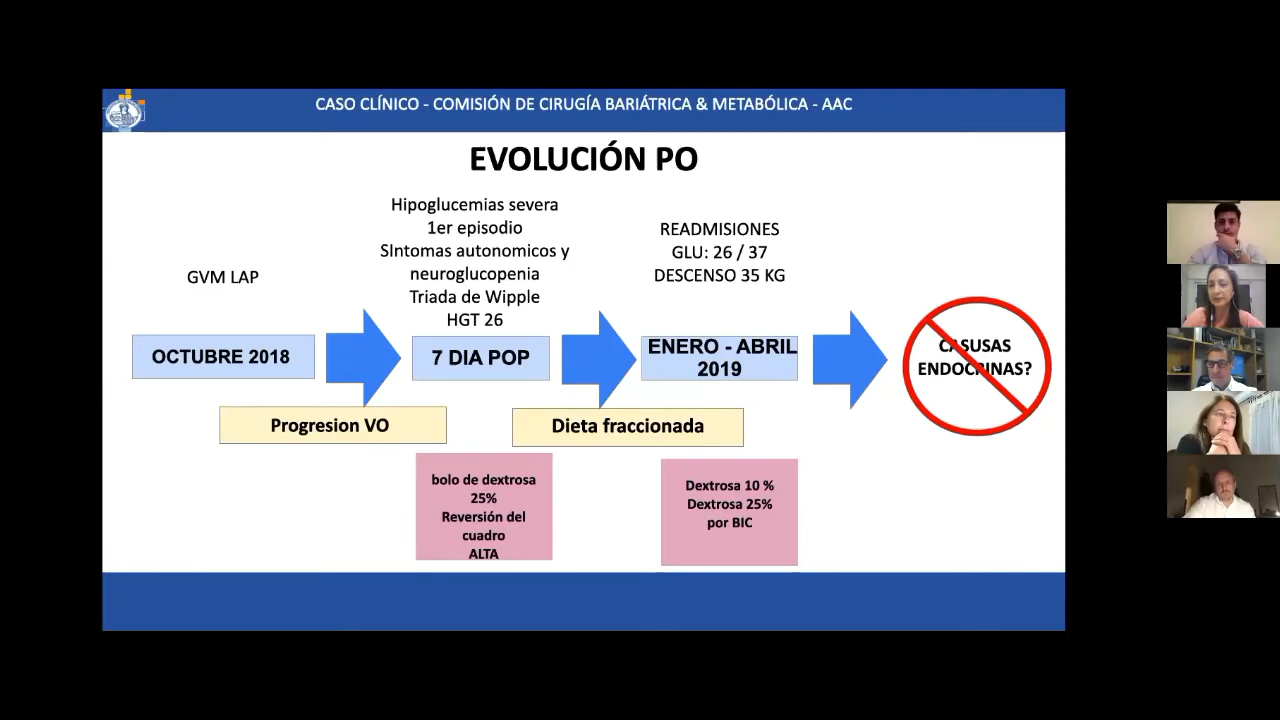 CASO CLÍNICO - COMISIÓN DE CIRUGÍA BARIÁTRICA & METABÓLICA - AAC
EVOLUCIÓN PO
GVM LAP
OCTUBRE 2018
Progresion VO
Hipoglucemias severa
1er episodio
SIntomas autonomicos y
neuroglucopenia
Triada de Wipple
HGT 26
7 DIA POP
bolo de dextrosa
25%
Reversión del
cuadro
ALTA
Dieta fraccionada
READMISIONES
GLU: 26 / 37
DESCENSO 35 KG
ENERO - ABRIL
2019
Dextrosa 10 %
Dextrosa 25%
por BIC
CASUSAS
ENDOCRINAS?